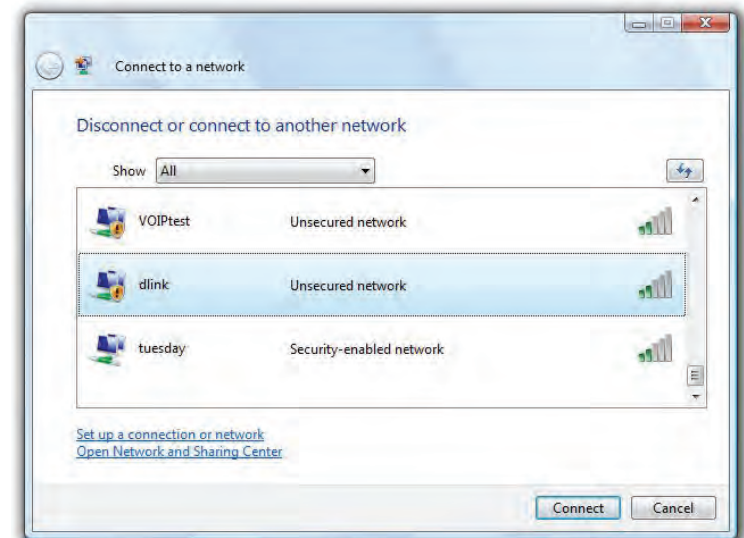 Connect to a network
Disconnect or connect to another network
Show All
VOIPtest Unsecured network
dlink Unsecured network
tuesday Security-enabled network
Set up a connection or network
Open Network and Sharing Center
Connect Cancel